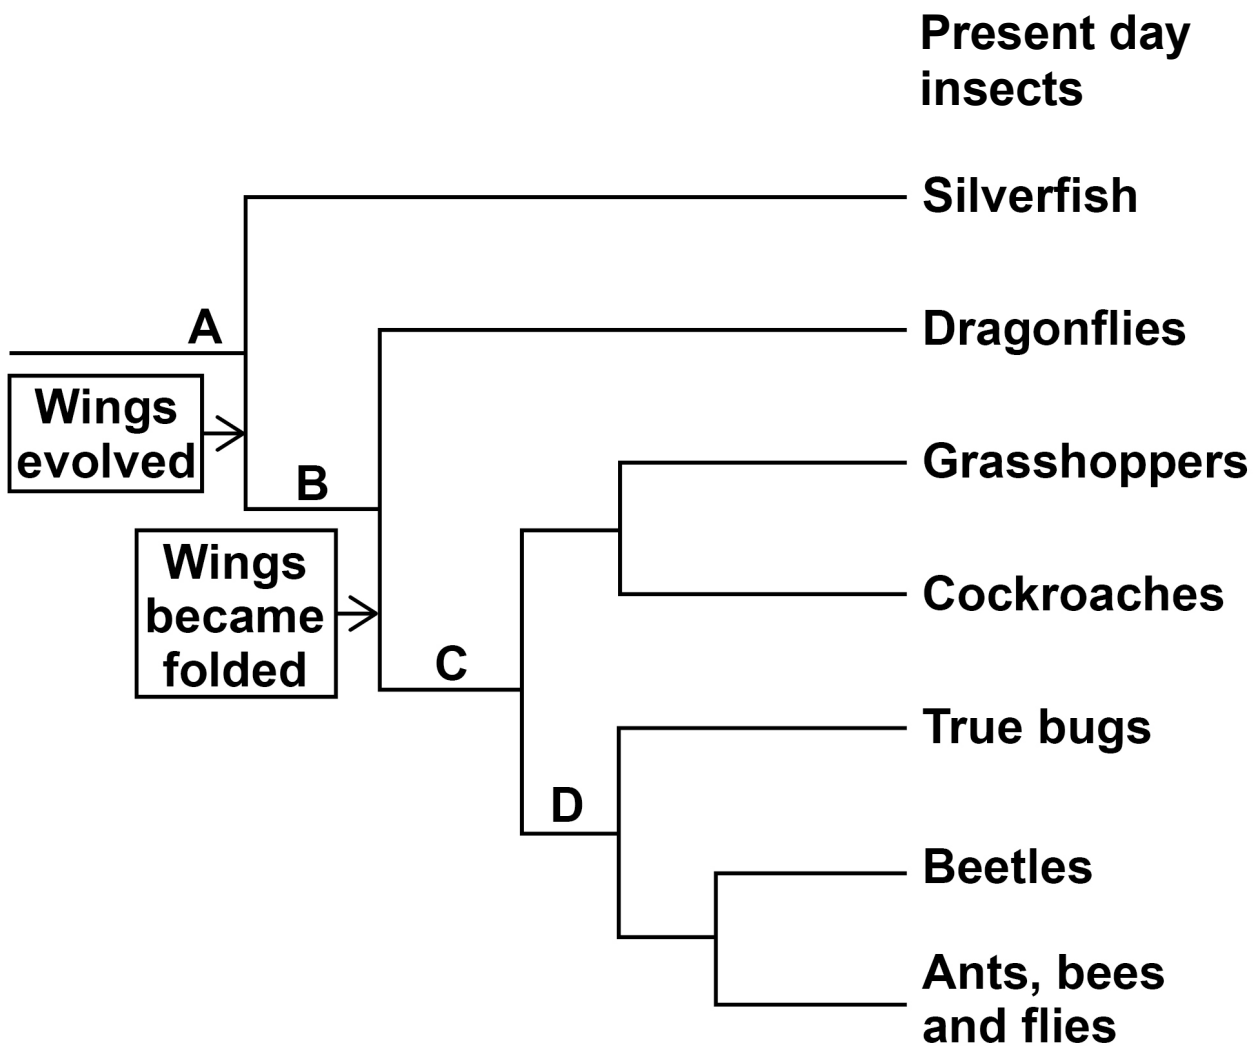 Present day
insects
Silverfish
A
Dragonflies
Wings
evolved
Grasshoppers
B
Wings
became
folded
Cockroaches
C
True bugs
D
Beetles
Ants, bees
and flies